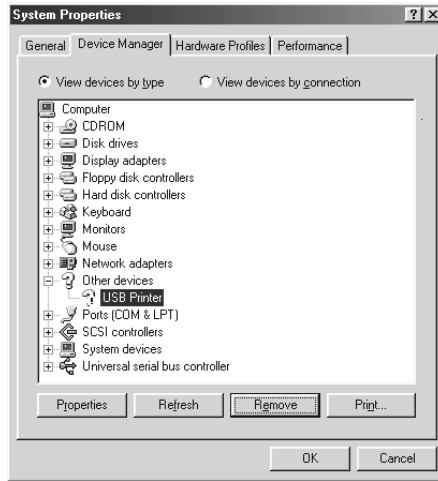 System Properties
General Device Manager Hardware Profiles Performance
View devices by type View devices by connection
Computer
CDROM
Disk drives
Display adapters
Floppy disk controllers
Hard disk controllers
Keyboard
Monitors
Mouse
Network adapters
Other devices
USB Printer
Ports (COM & LPT)
SCSI controllers
System devices
Universal serial bus controller
Properties Refresh Remove Print...
OK Cancel